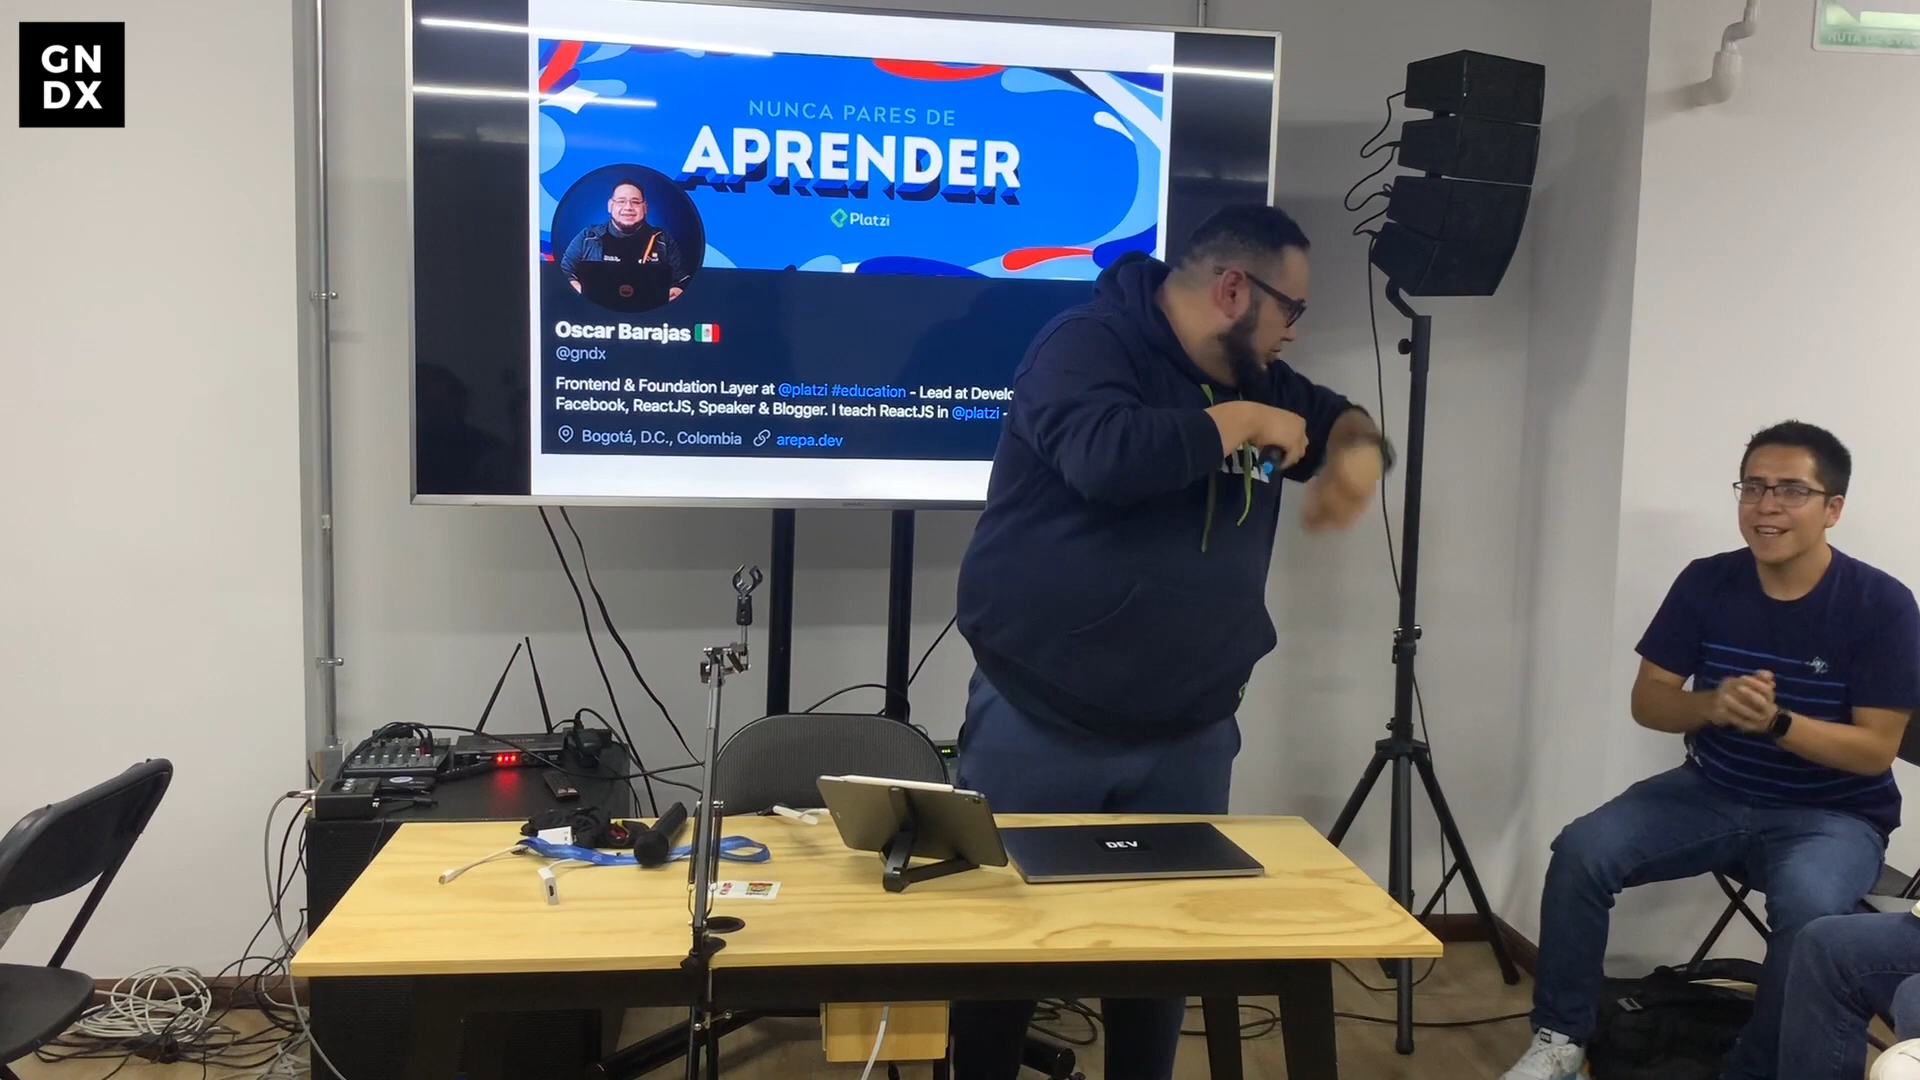 GN
DX
NUNCA PARES DE
APRENDER
Platzi
Oscar Barajas
@gndx
Frontend & Foundation Layer at @platzi #education - Lead at Develo
Facebook, ReactJS, Speaker & Blogger. I teach ReactJS in @platzi -
Bogotá, D.C., Colombia arepa.dev
DEV